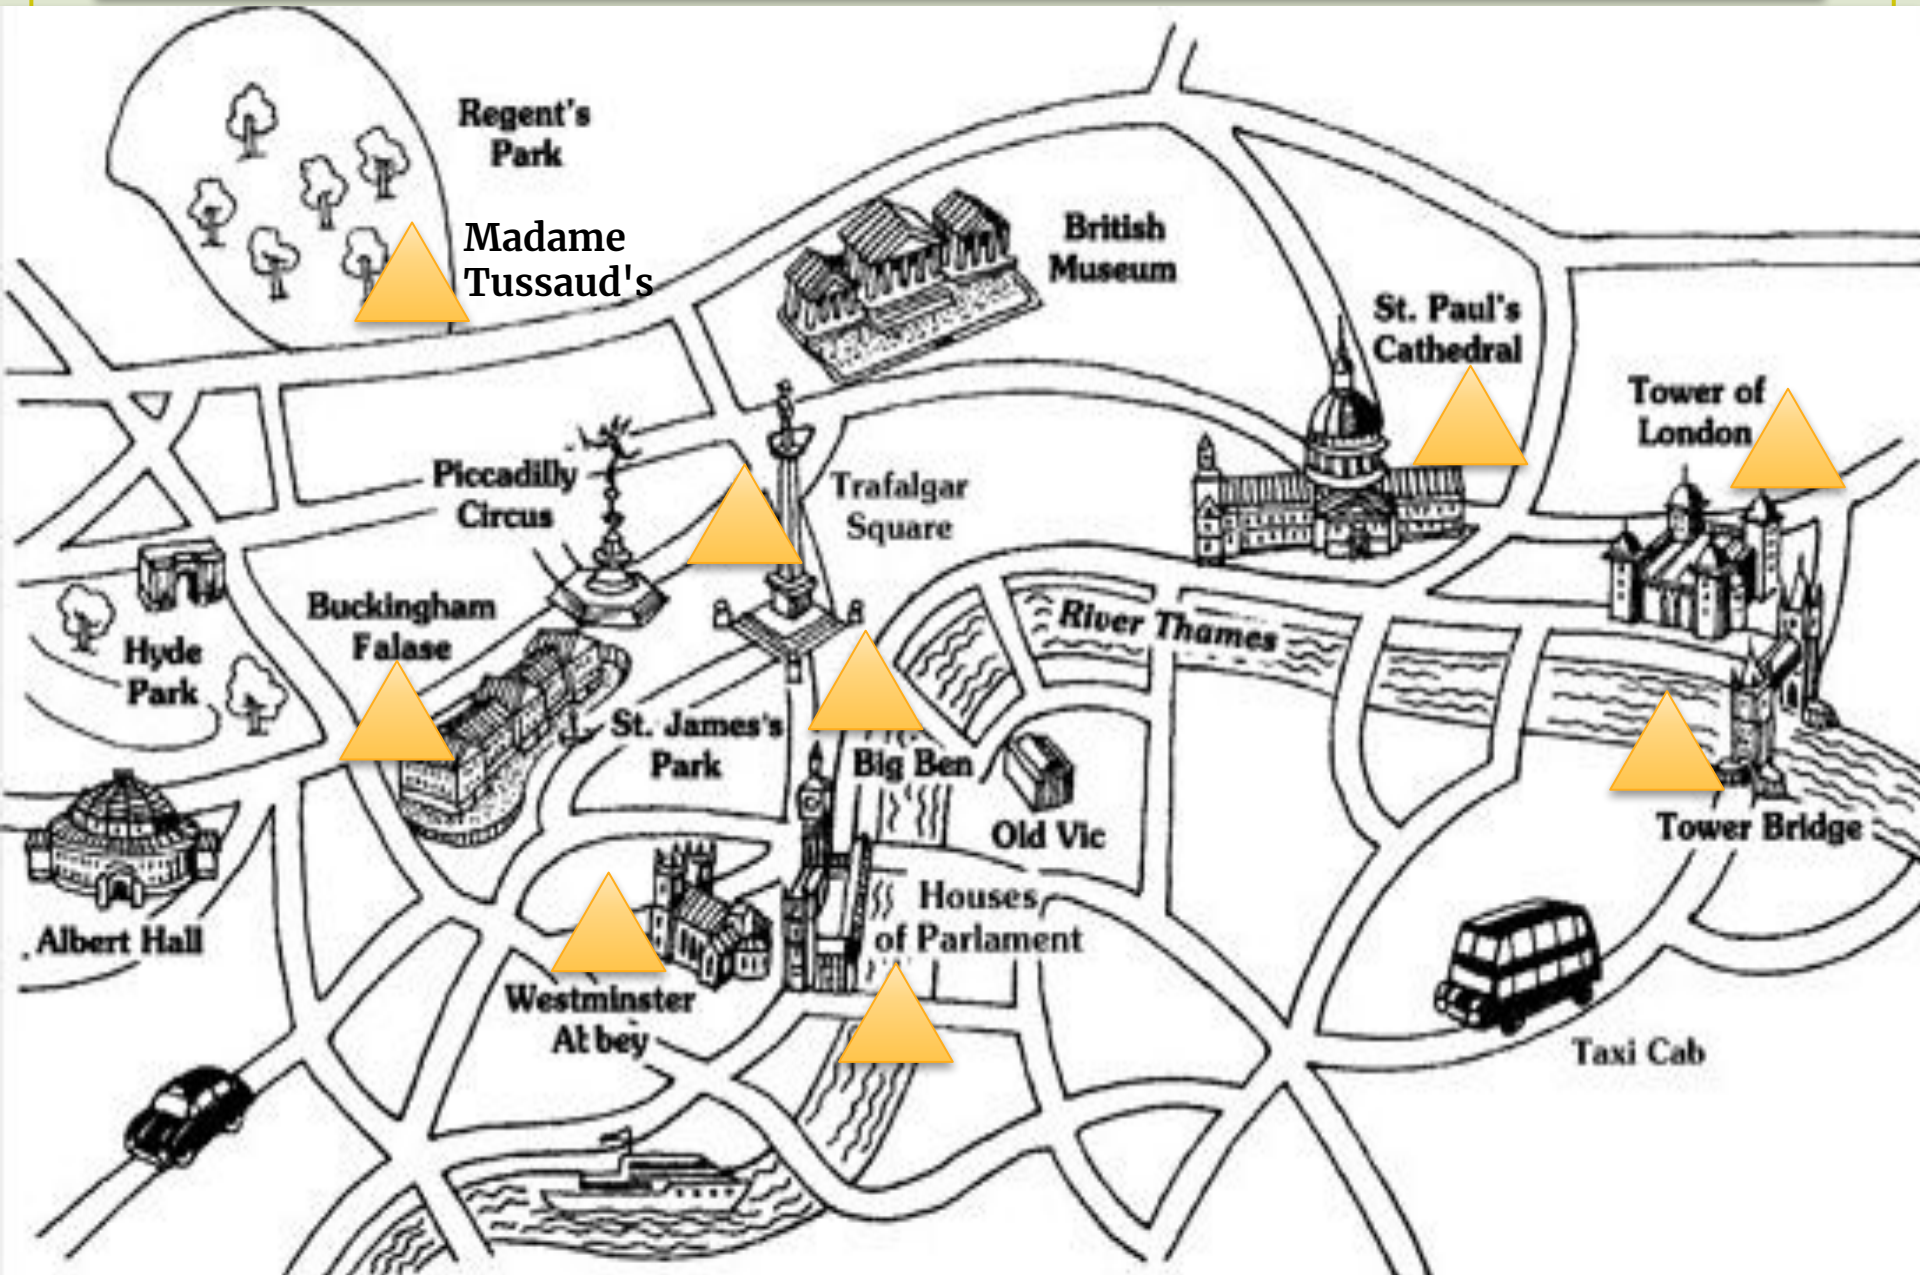 Regent's
Park
Madame
Tussaud's
British
Museum
St. Paul's
Cathedral
Tower of
London
Piccadilly
Circus
Trafalgar
Square
Buckingham
Falase
Hyde
Park
River Thames
St. James's
Park
Big Ben
Old Vic
Tower Bridge
Albert Hall
Houses
of Parlament
Westminster
At bey
Taxi Cab